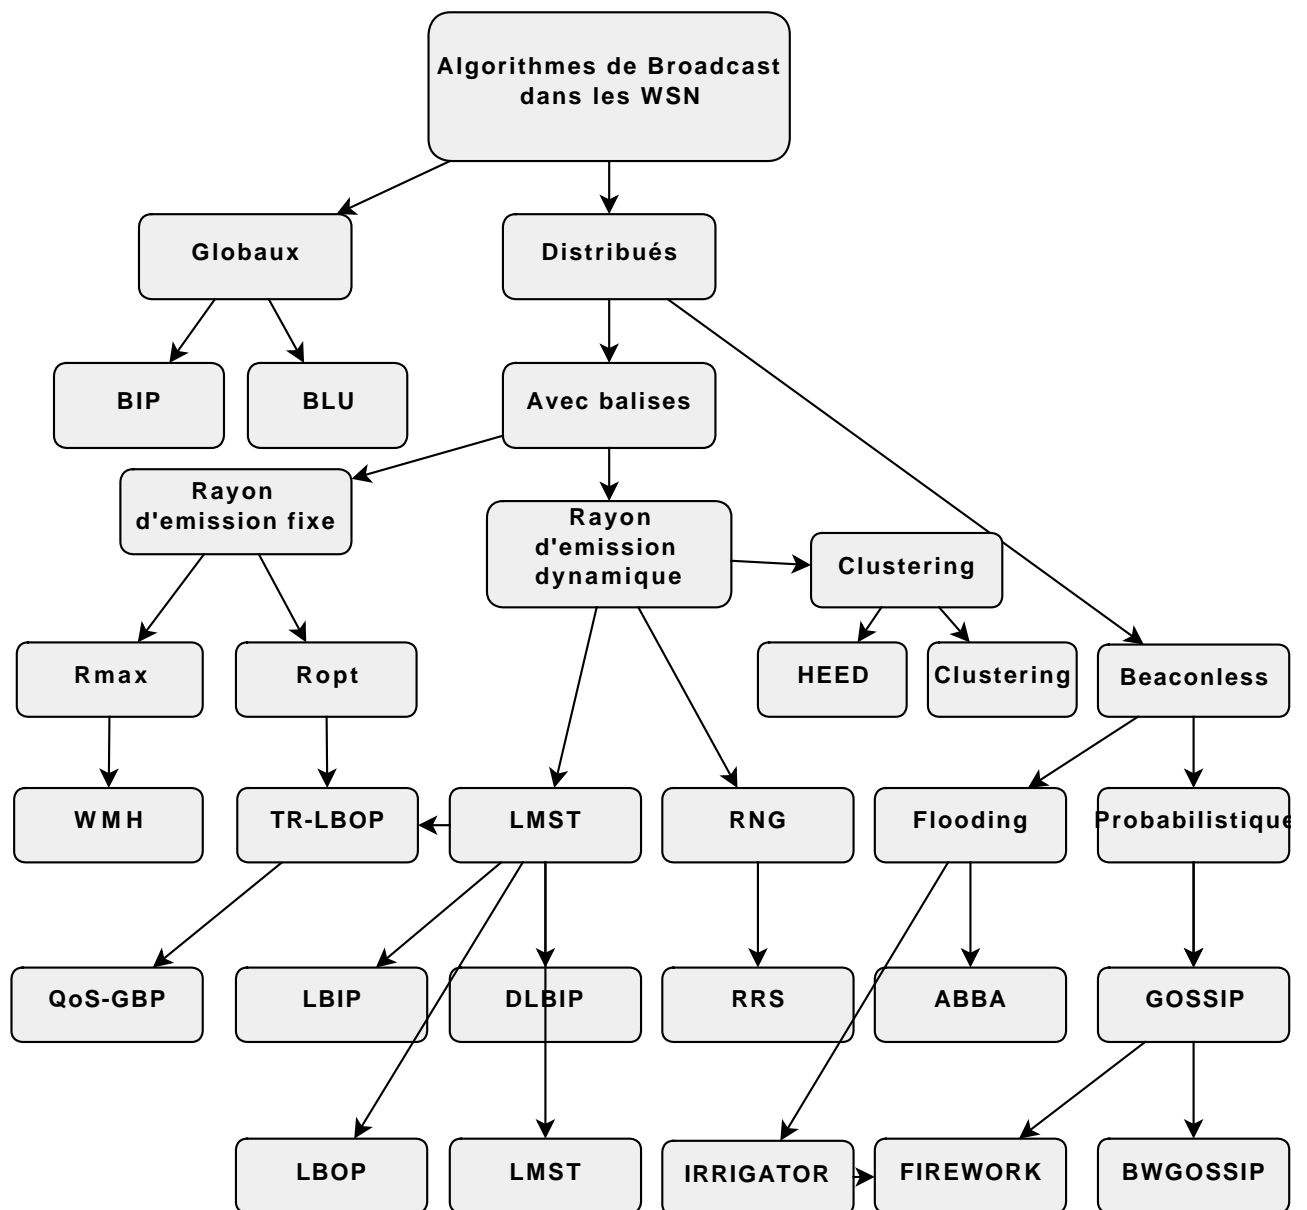 Algorithmes de Broadcast
dans les WSN
Globaux
Distribués
BIP
BLU
Avec balises
Rayon
d'emission fixe
Rayon
d'emission
dynamique
Clustering
Rmax
Ropt
HEED
Clustering
Beaconless
WMH
TR-LBOP
LMST
RNG
Flooding
Probabilistique
QoS-GBP
LBIP
DLBIP
RRS
ABBA
GOSSIP
LBOP
LMST
IRRIGATOR
FIREWORK
BWGOSSIP